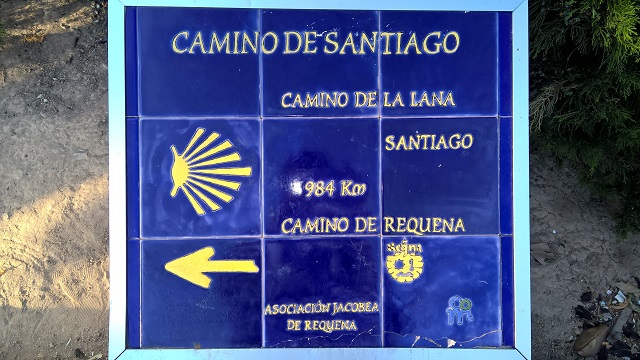 CAMINO DE SANTIAGO
CAMINO DE LA LANA
SANTIAGO
984 Km
CAMINO DE REQUENA
ASOCIACIÓN JACOBEA
DE REQUENA